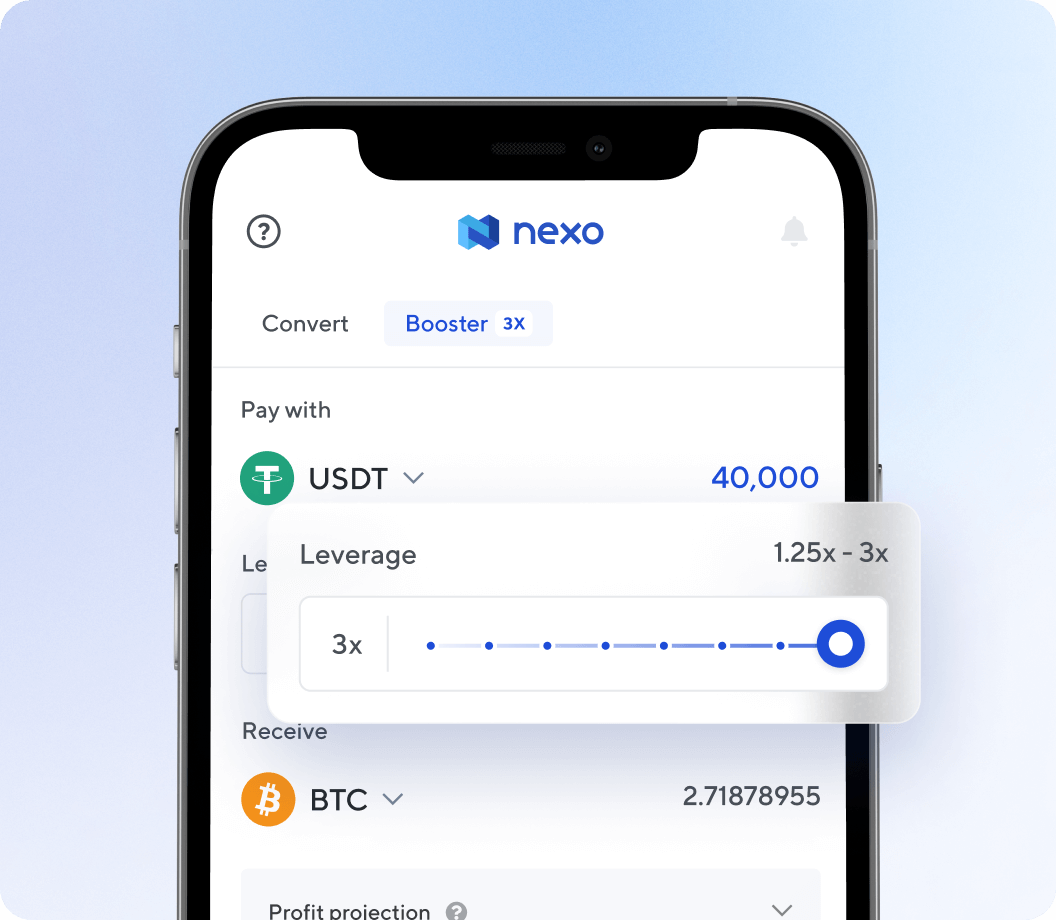 ?
nexo
Convert
Booster 3X
Pay with
USDT
40,000
Le
Leverage
1.25x - 3x
3x
Receive
BTC
2.71878955
Profit projection ?